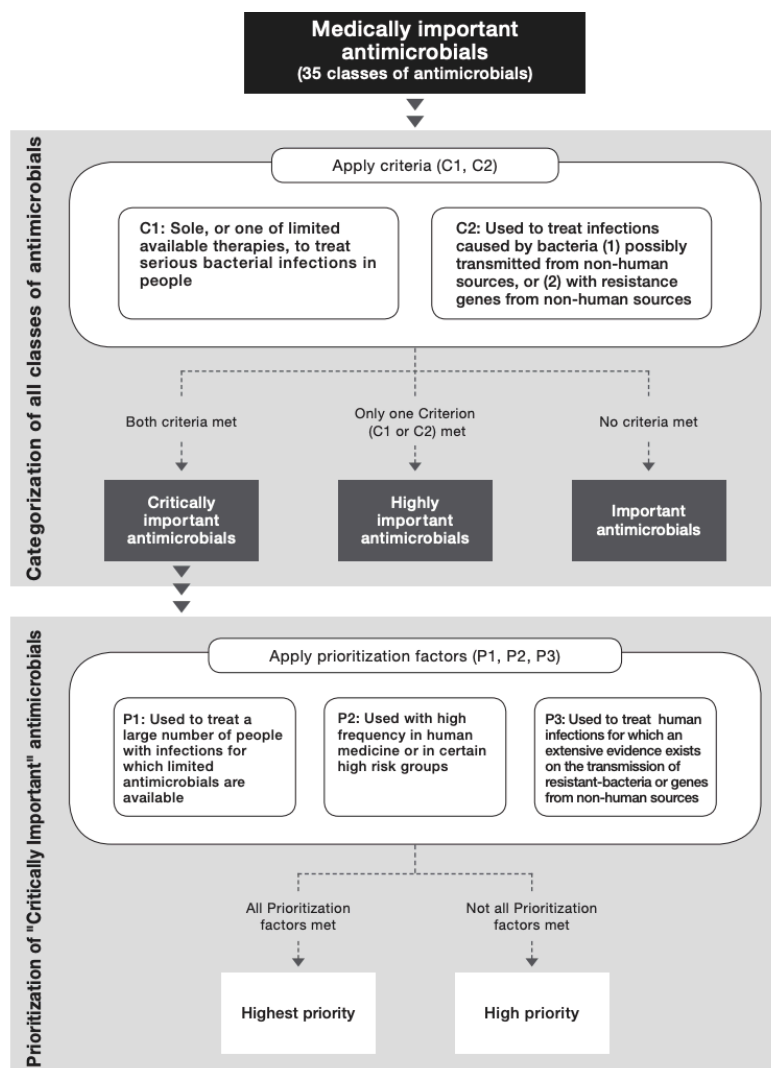 Medically important
antimicrobials
(35 classes of antimicrobials)
Categorization of all classes of antimicrobials
Apply criteria (C1, C2)
C1: Sole, or one of limited
available therapies, to treat
serious bacterial infections in
people
C2: Used to treat infections
caused by bacteria (1) possibly
transmitted from non-human
sources, or (2) with resistance
genes from non-human sources
Both criteria met
Only one Criterion
(C1 or C2) met
No criteria met
Critically
important
antimicrobials
Highly
important
antimicrobials
Important
antimicrobials
Prioritization of "Critically Important" antimicrobials
Apply prioritization factors (P1, P2, P3)
P1: Used to treat a
large number of people
with infections for
which limited
antimicrobials are
available
P2: Used with high
frequency in human
medicine or in certain
high risk groups
P3: Used to treat human
infections for which an
extensive evidence exists
on the transmission of
resistant-bacteria or genes
from non-human sources
All Prioritization
factors met
Not all Prioritization
factors met
Highest priority
High priority